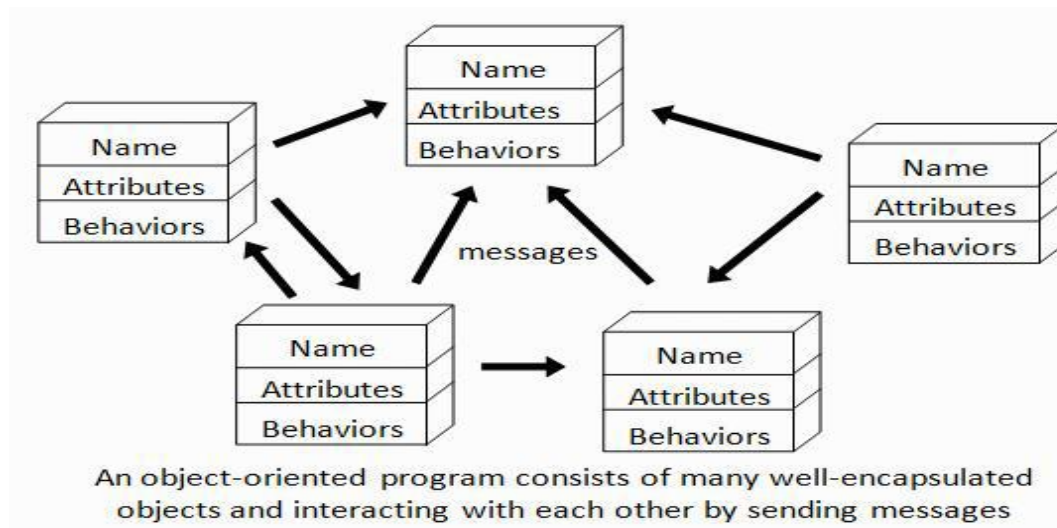 Name
Attributes
Behaviors
Name
Attributes
Behaviors
Name
Attributes
Behaviors
messages
Name
Attributes
Behaviors
Name
Attributes
Behaviors
An object-oriented program consists of many well-encapsulated
objects and interacting with each other by sending messages